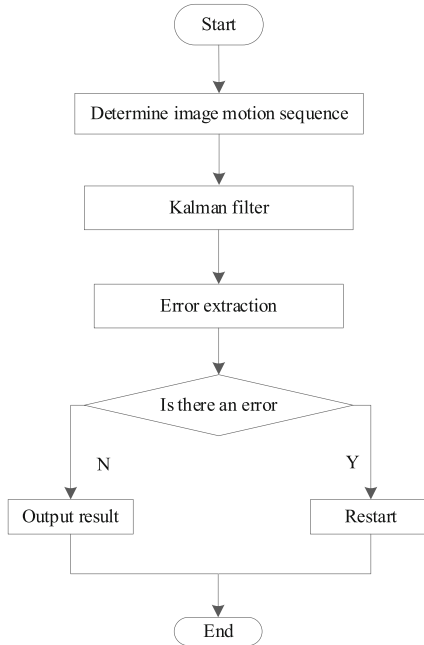 Start
Determine image motion sequence
Kalman filter
Error extraction
Is there an error
N
Y
Output result
Restart
End